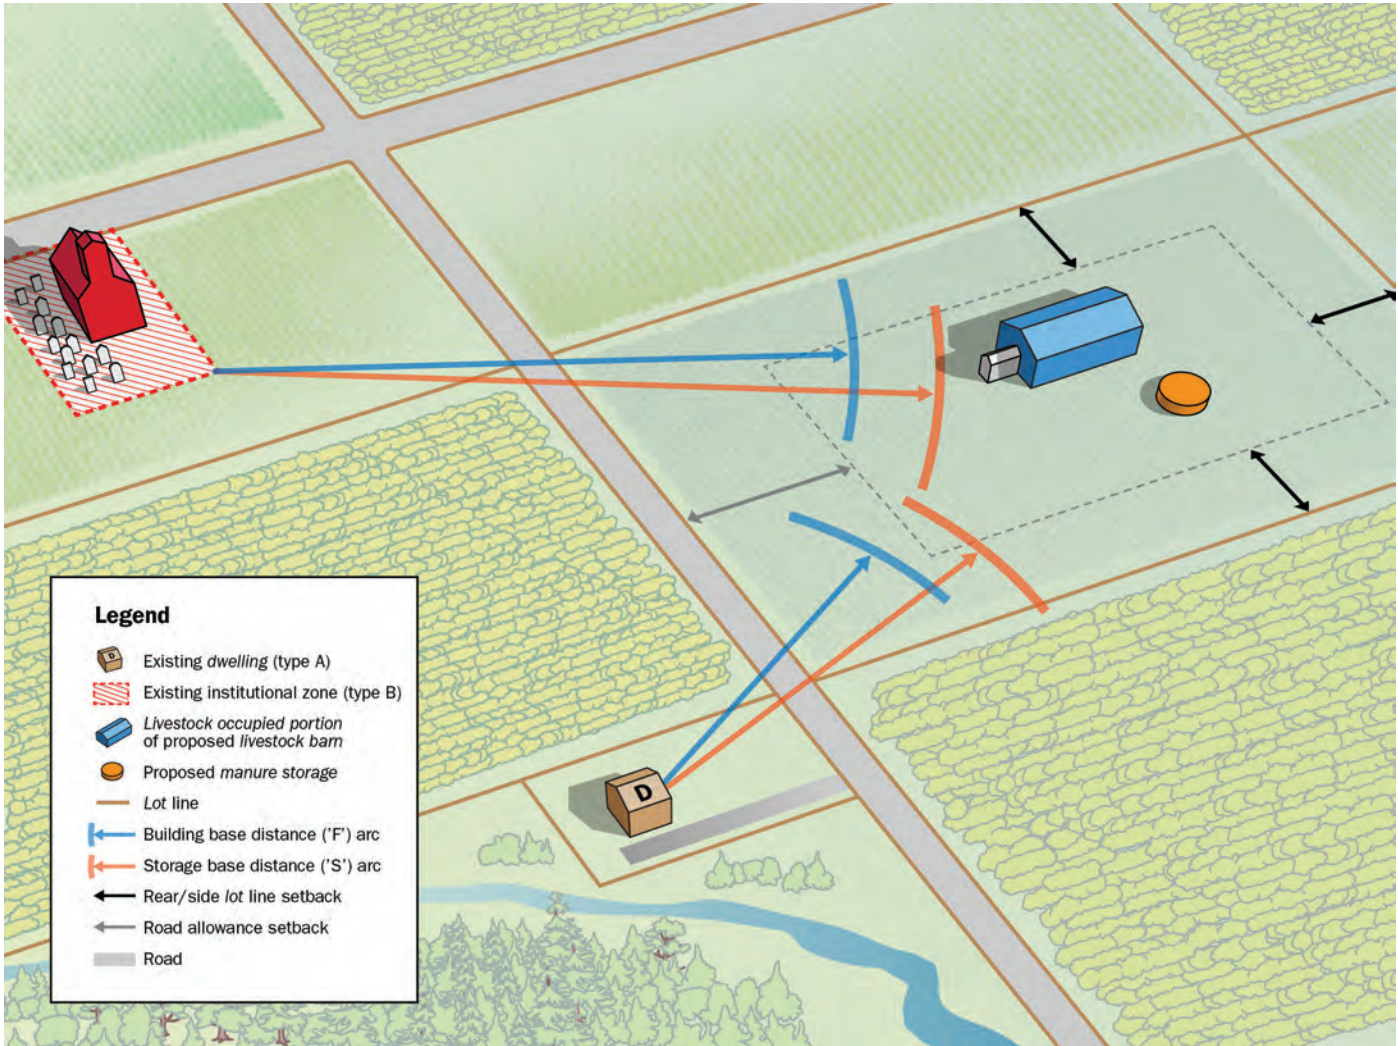 Legend
Existing dwelling (type A)
Existing institutional zone (type B)
Livestock occupied portion
of proposed livestock barn
Proposed manure storage
Lot line
Building base distance ('F') arc
Storage base distance ('S') arc
Rear/side lot line setback
Road allowance setback
Road
D
D